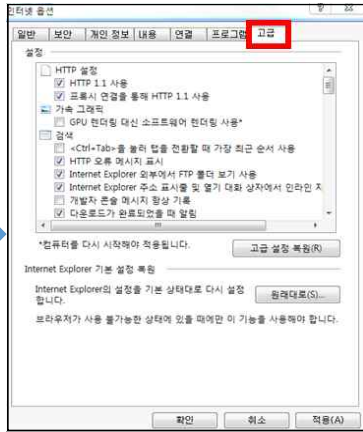 인터넷 옵션
일반 보안 개인 정보 내용 연결 프로그램 고급
설정
HTTP 설정
HTTP 1.1 사용
프록시 연결을 통해 HTTP 1.1 사용
가속 그래픽
GPU 렌더링 대신 소프트웨어 렌더링 사용*
검색
<Ctrl+Tab>을 눌러 탭을 전환할 때 가장 최근 순서 사용
HTTP 오류 메시지 표시
Internet Explorer 외부에서 FTP 폴더 보기 사용
Internet Explorer 주소 표시줄 및 열기 대화 상자에서 인라인 자
개발자 콘솔 메시지 항상 기록
다운로드가 완료되었을 때 알림
*컴퓨터를 다시 시작해야 적용됩니다.
고급 설정 복원(R)
Internet Explorer 기본 설정 복원
Internet Explorer의 설정을 기본 상태대로 다시 설정
합니다.
원래대로(S)...
브라우저가 사용 불가능한 상태에 있을 때에만 이 기능을 사용해야 합니다.
확인 취소 적용(A)